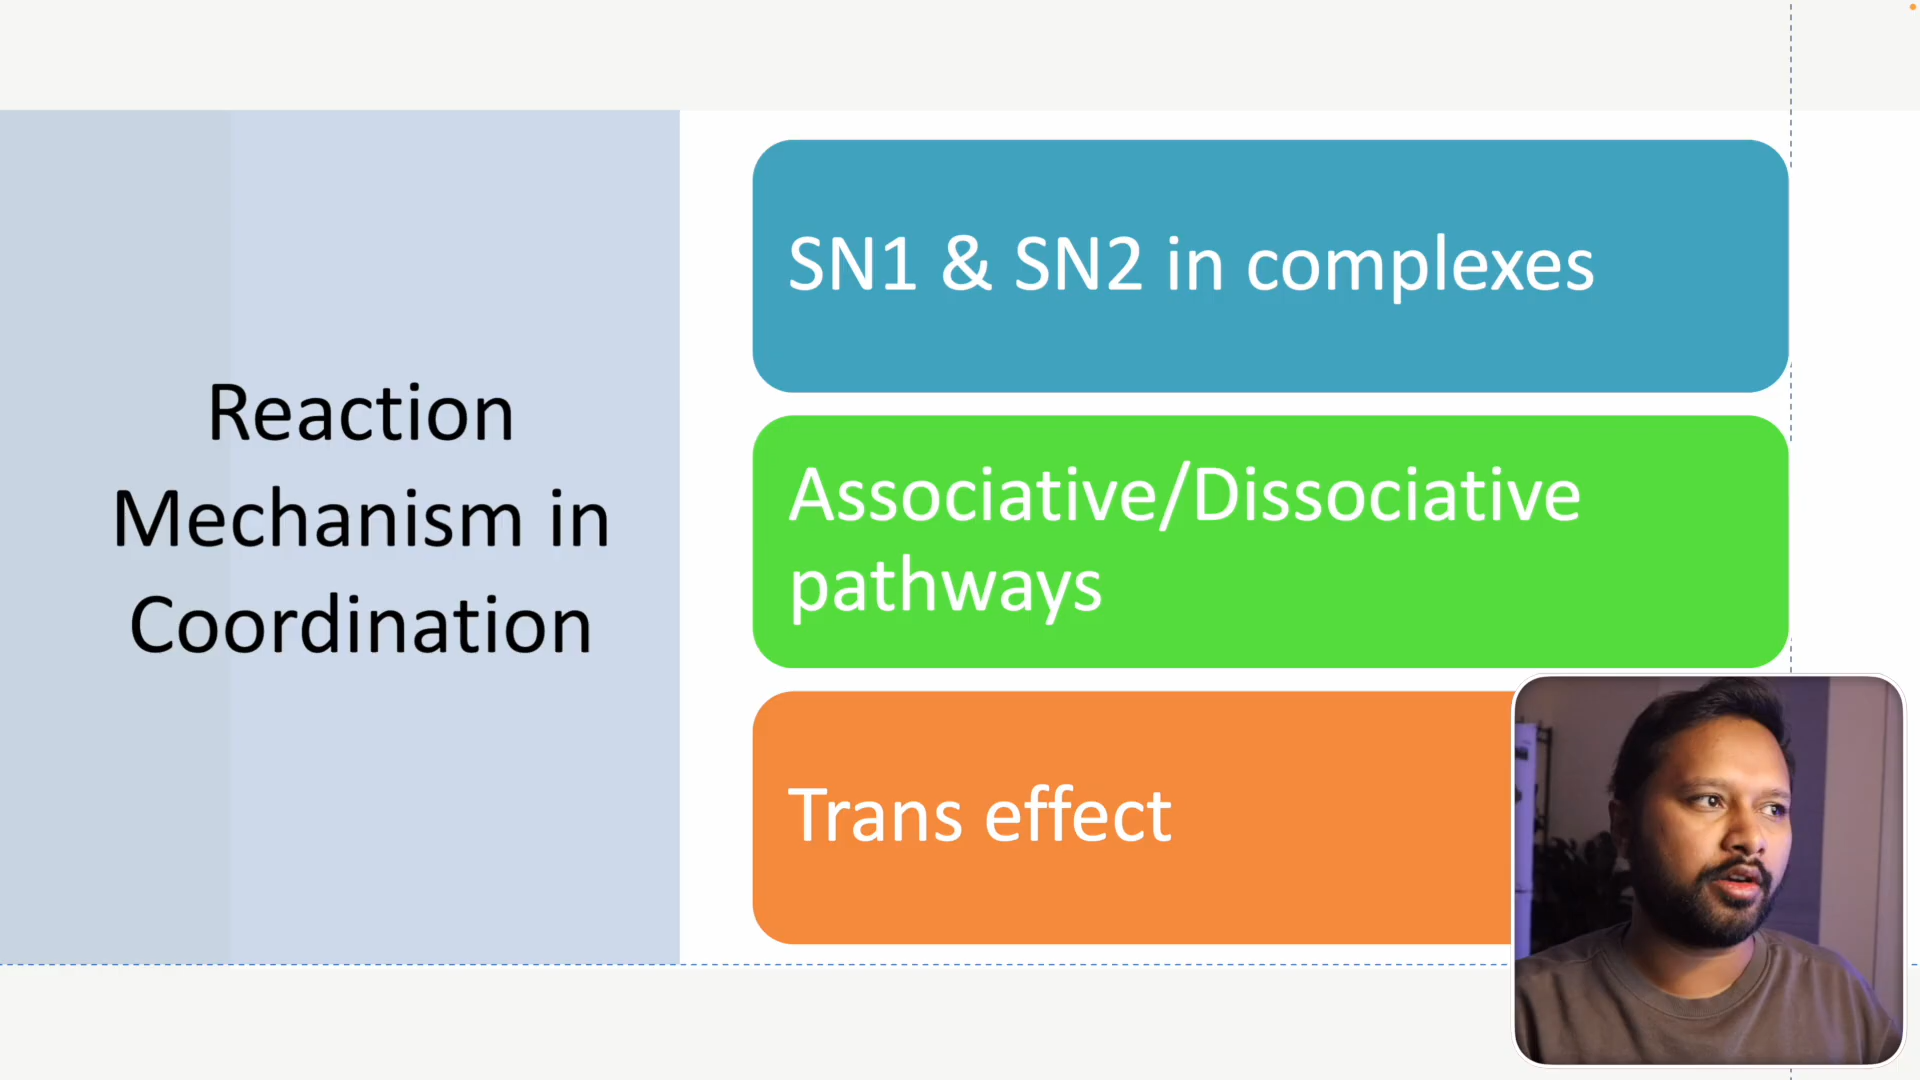 Reaction
Mechanism in
Coordination
SN1 & SN2 in complexes
Associative/Dissociative
pathways
Trans effect